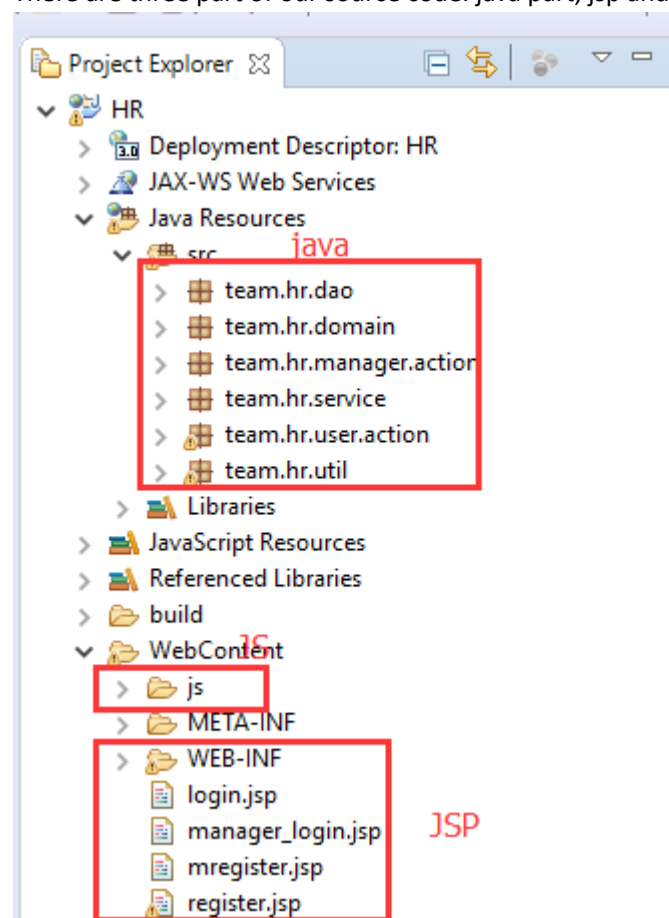 There are three part of our source code: java part, jsp and
Project Explorer
HR
3.0 Deployment Descriptor: HR
JAX-WS Web Services
Java Resources
src java
team.hr.dao
team.hr.domain
team.hr.manager.action
team.hr.service
team.hr.user.action
team.hr.util
Libraries
JavaScript Resources
Referenced Libraries
build
WebContent JS
js
META-INF
WEB-INF
login.jsp
manager_login.jsp JSP
mregister.jsp
register.jsp